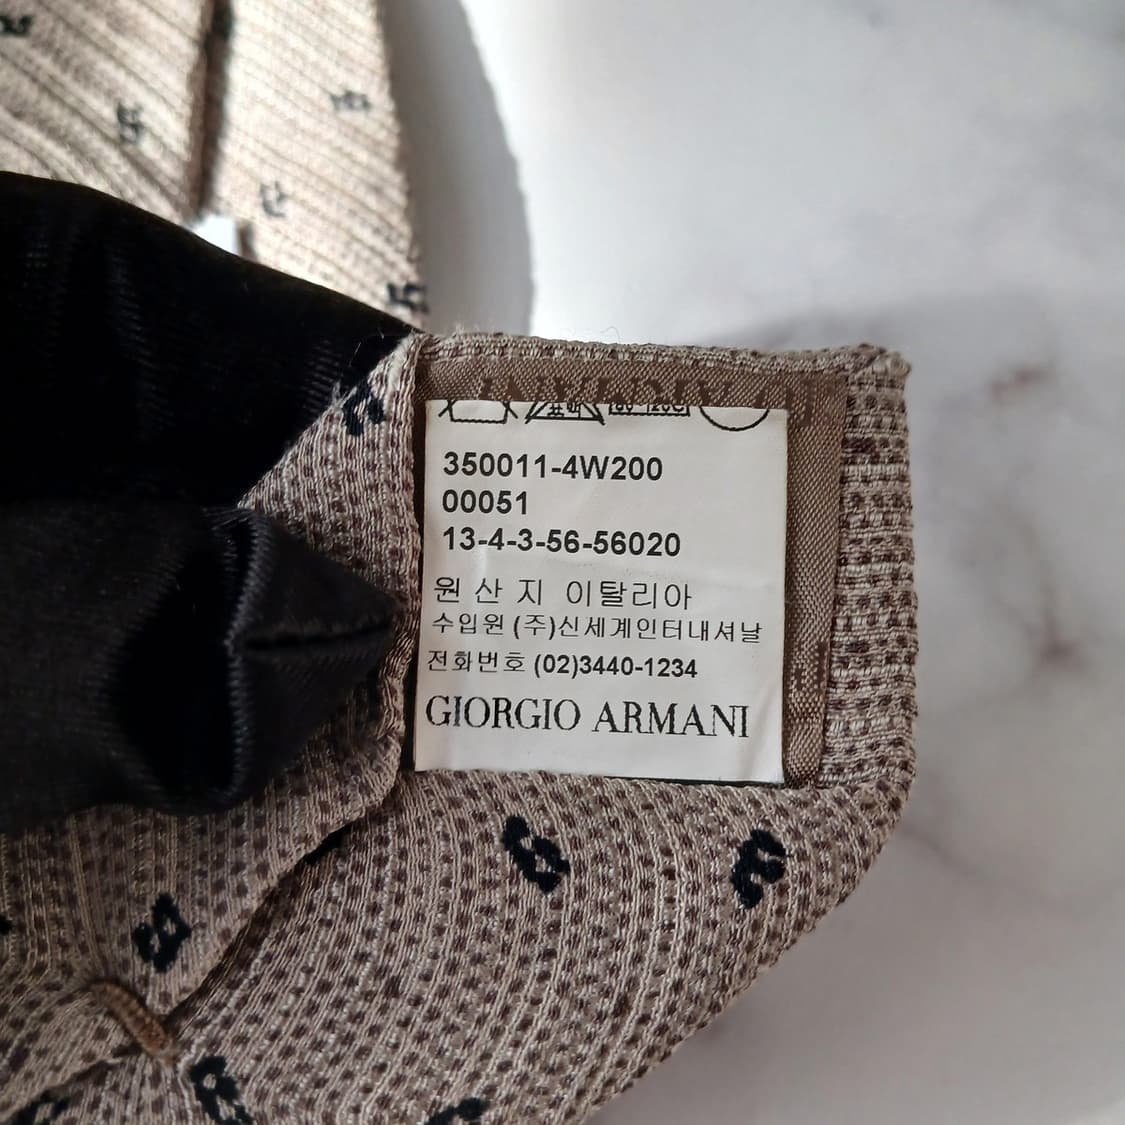 350011-4W200
00051
13-4-3-56-56020
원 산 지 이탈리아
수입원 (주)신세계인터내셔날
전화번호 (02)3440-1234
GIORGIO ARMANI